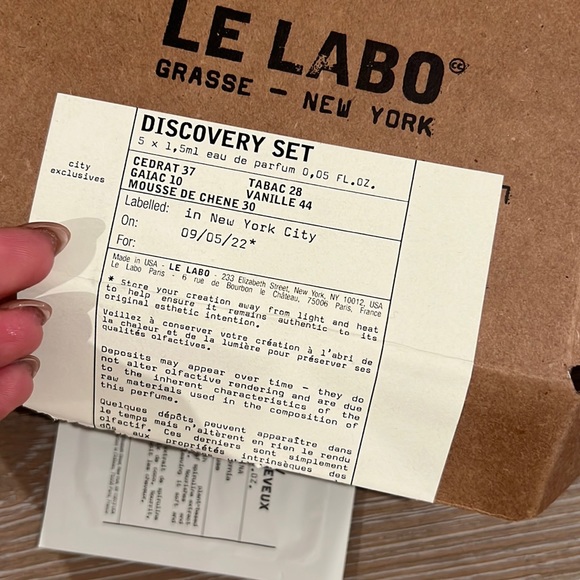 LE LABO
GRASSE – NEW YORK
city
exclusives
DISCOVERY SET
5 x 1,5ml eau de parfum 0,05 FL.OZ.
CEDRAT 37
GAIAC 10 TABAC 28
MOUSSE DE CHENE 30 VANILLE 44
Labelled: in New York City
On: 09/05/22*
For:
Made in USA - LE LABO - 233 Elizabeth Street, New York, NY 10012, USA
Le Labo Paris - 6 rue de Bourbon le Château, 75006 Paris, France
* Store your creation away from light and heat
to help ensure it remains authentic to its
original esthetic intention.
Veillez à conserver votre création à l'abri de
la chaleur et de la lumière pour préserver ses
qualités olfactives.
Deposits may appear over time – they do
not alter olfactive rendering and are due
to the inherent characteristics of the
raw materials used in the composition of
this perfume.
Quelques dépôts peuvent apparaître dans
le temps mais n'altèrent en rien le rendu
olfactif. Ces derniers sont simplement
dûs aux propriétés intrinsèques des